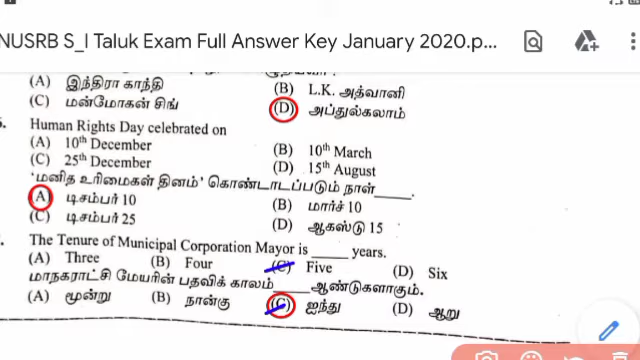 NUSRB S_I Taluk Exam Full Answer Key January 2020.p...
(A) இந்திரா காந்தி (B) L.K. அத்வானி
(C) மன்மோகன் சிங் (D) அப்துல்கலாம்
Human Rights Day celebrated on
(A) 10th December (B) 10th March
(C) 25th December (D) 15th August
'மனித உரிமைகள் தினம்' கொண்டாடப்படும் நாள் _____.
(A) டிசம்பர் 10 (B) மார்ச் 10
(C) டிசம்பர் 25 (D) ஆகஸ்டு 15
The Tenure of Municipal Corporation Mayor is _____ years.
(A) Three (B) Four (C) Five (D) Six
மாநகராட்சி மேயரின் பதவிக் காலம் _____ ஆண்டுகளாகும்.
(A) மூன்று (B) நான்கு (C) ஐந்து (D) ஆறு